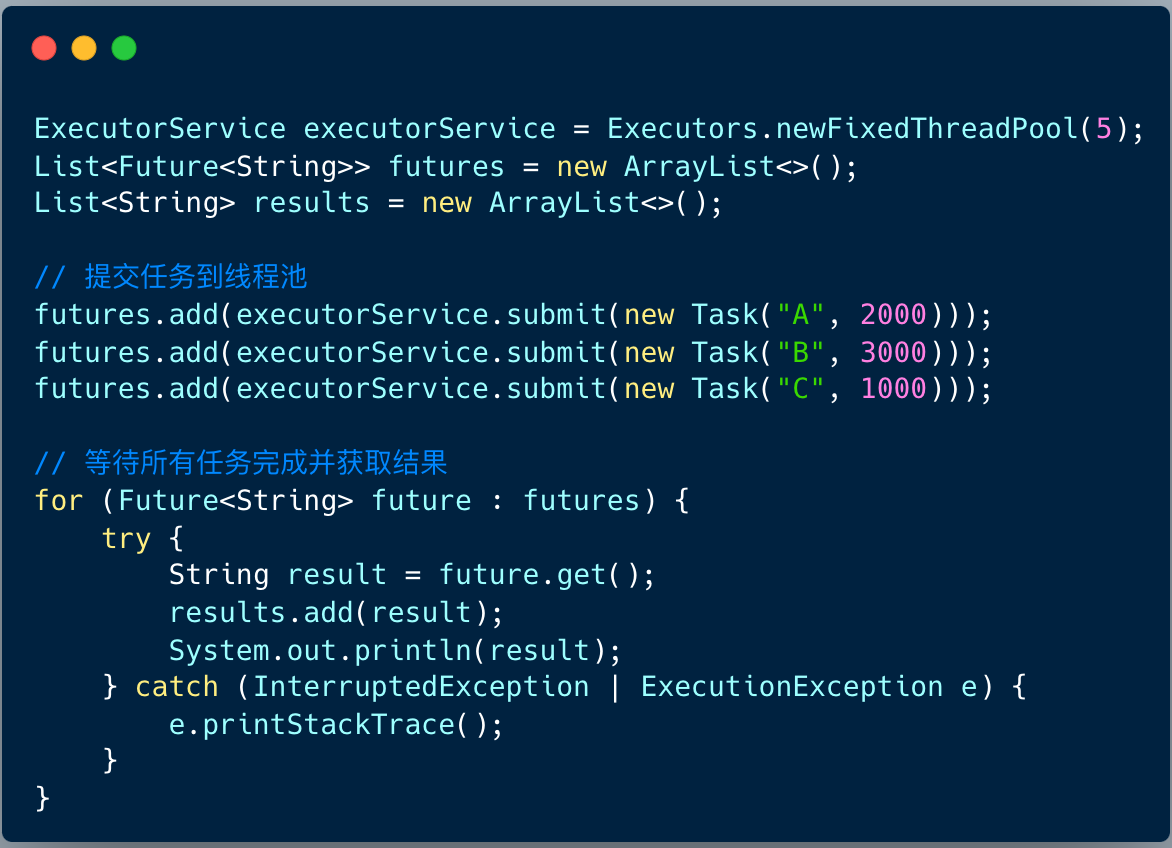 ExecutorService executorService = Executors.newFixedThreadPool(5);
List<Future<String>> futures = new ArrayList<>();
List<String> results = new ArrayList<>();

// 提交任务到线程池
futures.add(executorService.submit(new Task("A", 2000)));
futures.add(executorService.submit(new Task("B", 3000)));
futures.add(executorService.submit(new Task("C", 1000)));

// 等待所有任务完成并获取结果
for (Future<String> future : futures) {
    try {
        String result = future.get();
        results.add(result);
        System.out.println(result);
    } catch (InterruptedException | ExecutionException e) {
        e.printStackTrace();
    }
}